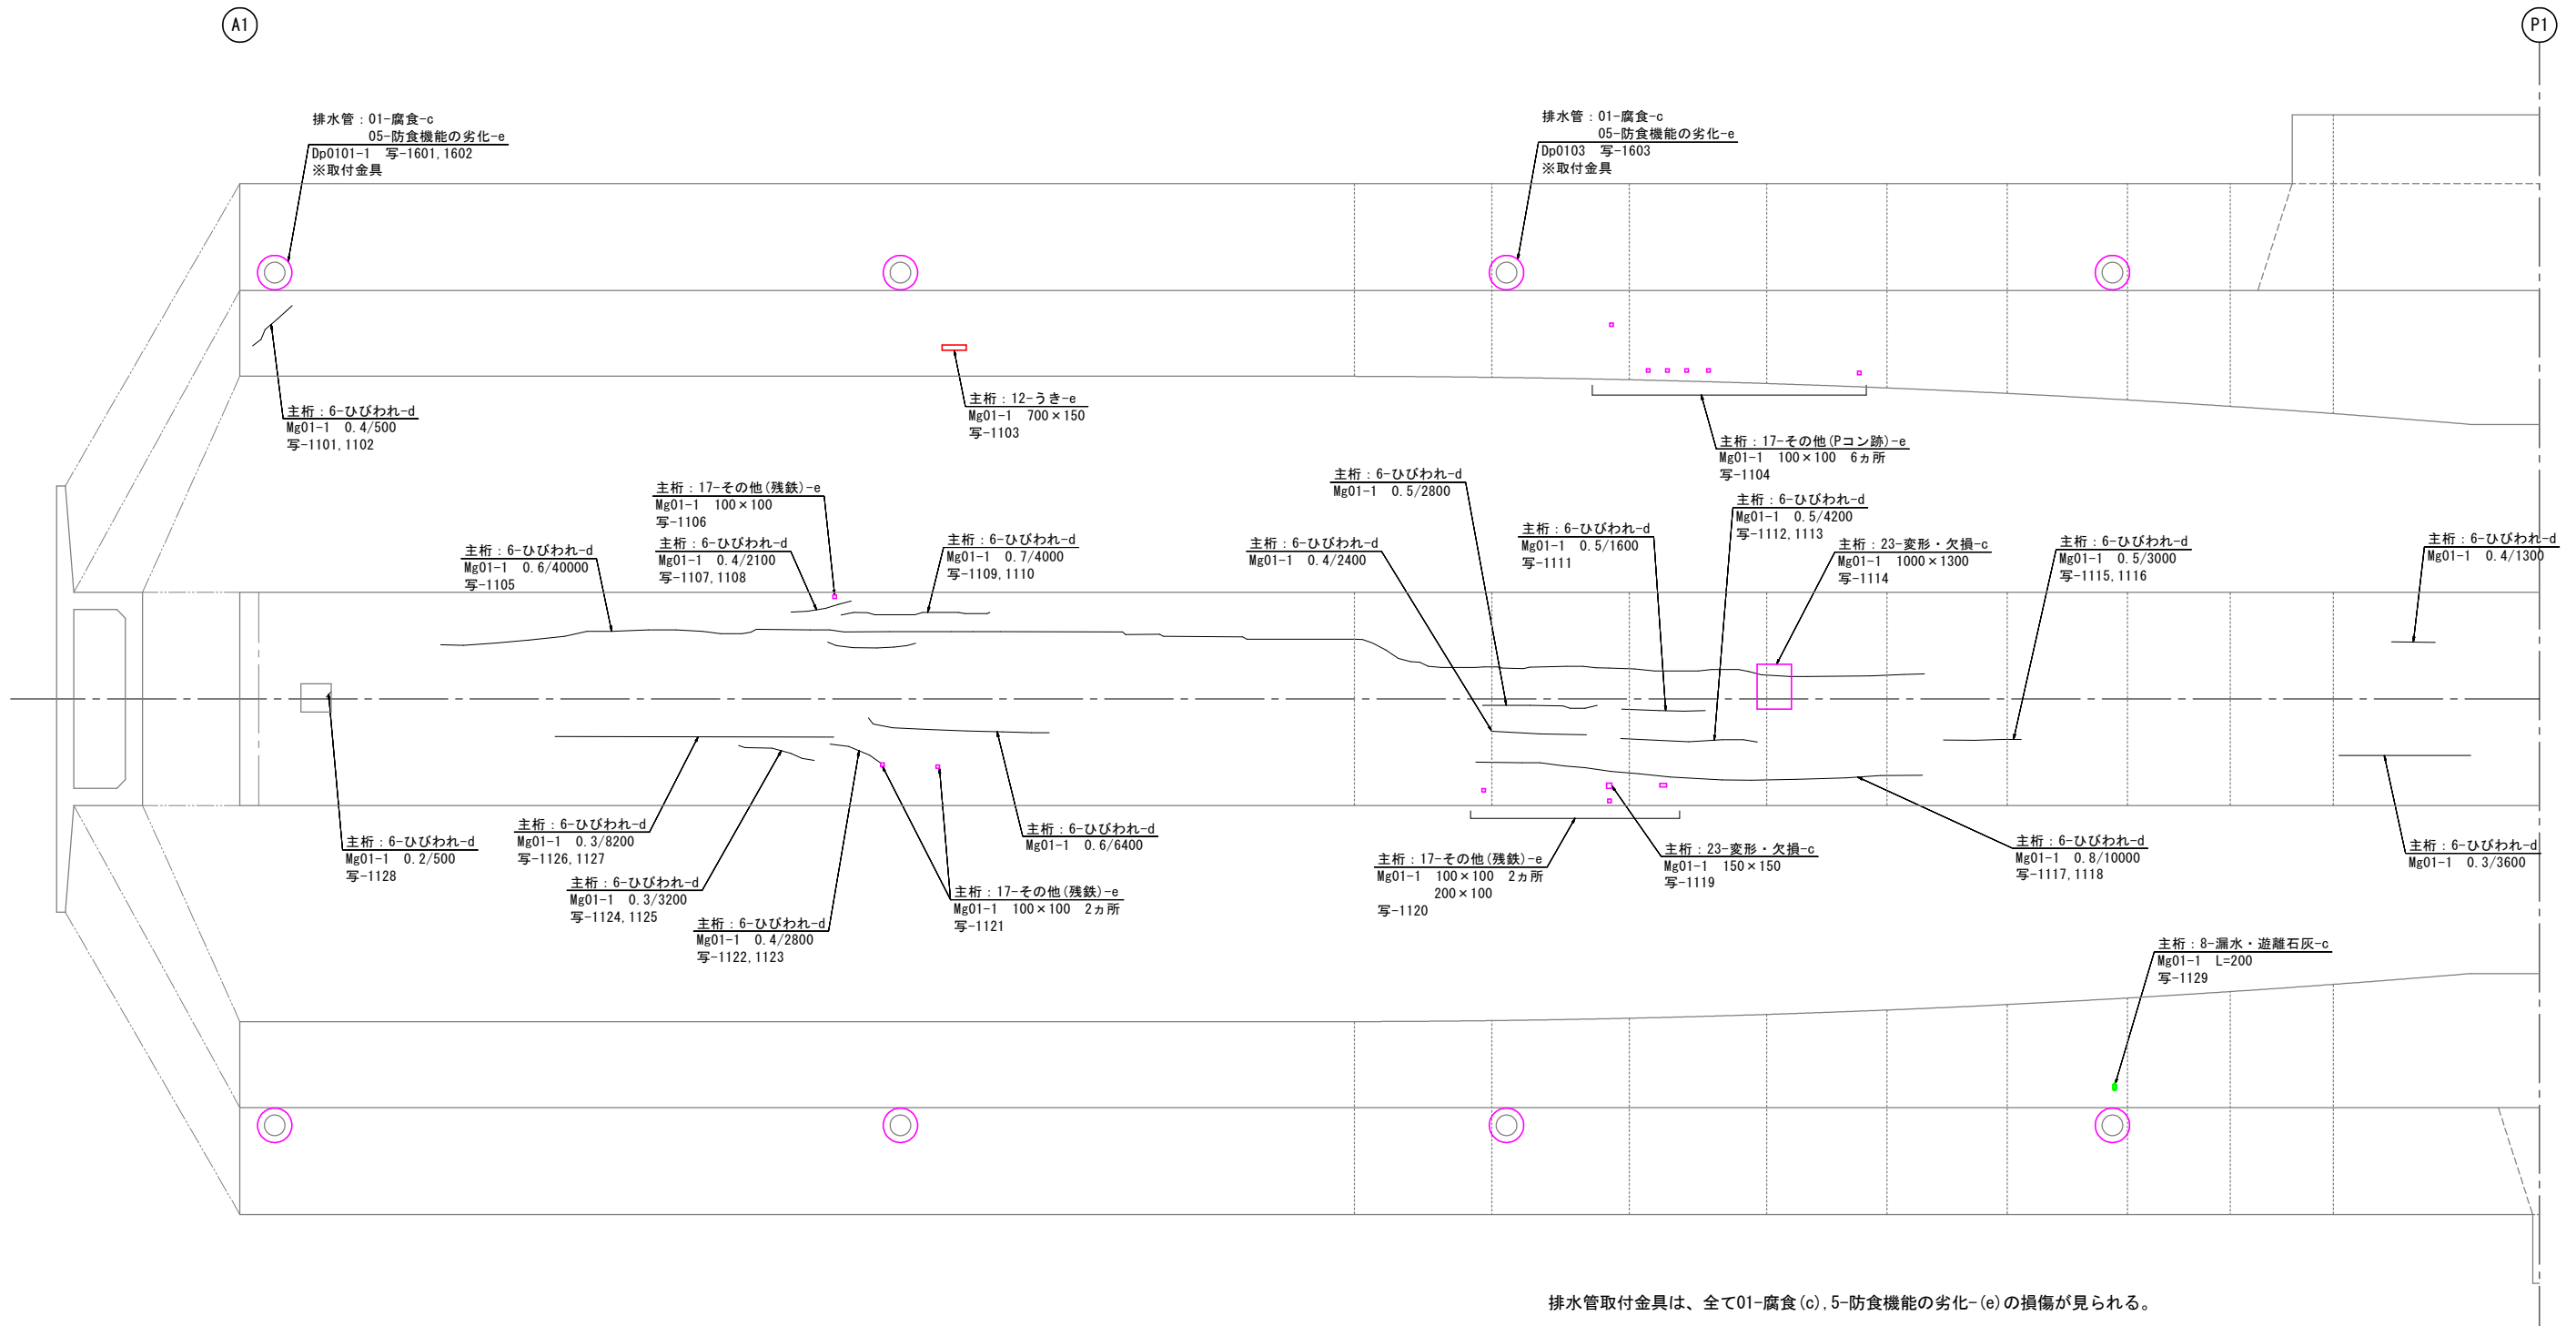 A1
P1
排水管：01-腐食-c
05-防食機能の劣化-e
Dp0101-1 写-1601,1602
※取付金具
排水管：01-腐食-c
05-防食機能の劣化-e
Dp0103 写-1603
※取付金具
主桁：6-ひびわれ-d
Mg01-1 0.4/500
写-1101,1102
主桁：12-うき-e
Mg01-1 700×150
写-1103
主桁：17-その他(Pコン跡)-e
Mg01-1 100×100 6ヵ所
写-1104
主桁：6-ひびわれ-d
Mg01-1 0.6/40000
写-1105
主桁：17-その他(残鉄)-e
Mg01-1 100×100
写-1106
主桁：6-ひびわれ-d
Mg01-1 0.4/2100
写-1107,1108
主桁：6-ひびわれ-d
Mg01-1 0.7/4000
写-1109,1110
主桁：6-ひびわれ-d
Mg01-1 0.4/2400
主桁：6-ひびわれ-d
Mg01-1 0.5/2800
主桁：6-ひびわれ-d
Mg01-1 0.5/1600
写-1111
主桁：6-ひびわれ-d
Mg01-1 0.5/4200
写-1112,1113
主桁：23-変形・欠損-c
Mg01-1 1000×1300
写-1114
主桁：6-ひびわれ-d
Mg01-1 0.5/3000
写-1115,1116
主桁：6-ひびわれ-d
Mg01-1 0.4/1300
主桁：6-ひびわれ-d
Mg01-1 0.2/500
写-1128
主桁：6-ひびわれ-d
Mg01-1 0.3/8200
写-1126,1127
主桁：6-ひびわれ-d
Mg01-1 0.3/3200
写-1124,1125
主桁：6-ひびわれ-d
Mg01-1 0.4/2800
写-1122,1123
主桁：17-その他(残鉄)-e
Mg01-1 100×100 2ヵ所
写-1121
主桁：6-ひびわれ-d
Mg01-1 0.6/6400
主桁：17-その他(残鉄)-e
Mg01-1 100×100 2ヵ所
200×100
写-1120
主桁：23-変形・欠損-c
Mg01-1 150×150
写-1119
主桁：6-ひびわれ-d
Mg01-1 0.8/10000
写-1117,1118
主桁：6-ひびわれ-d
Mg01-1 0.3/3600
主桁：8-漏水・遊離石灰-c
Mg01-1 L=200
写-1129
排水管取付金具は、全て01-腐食(c),5-防食機能の劣化-(e)の損傷が見られる。